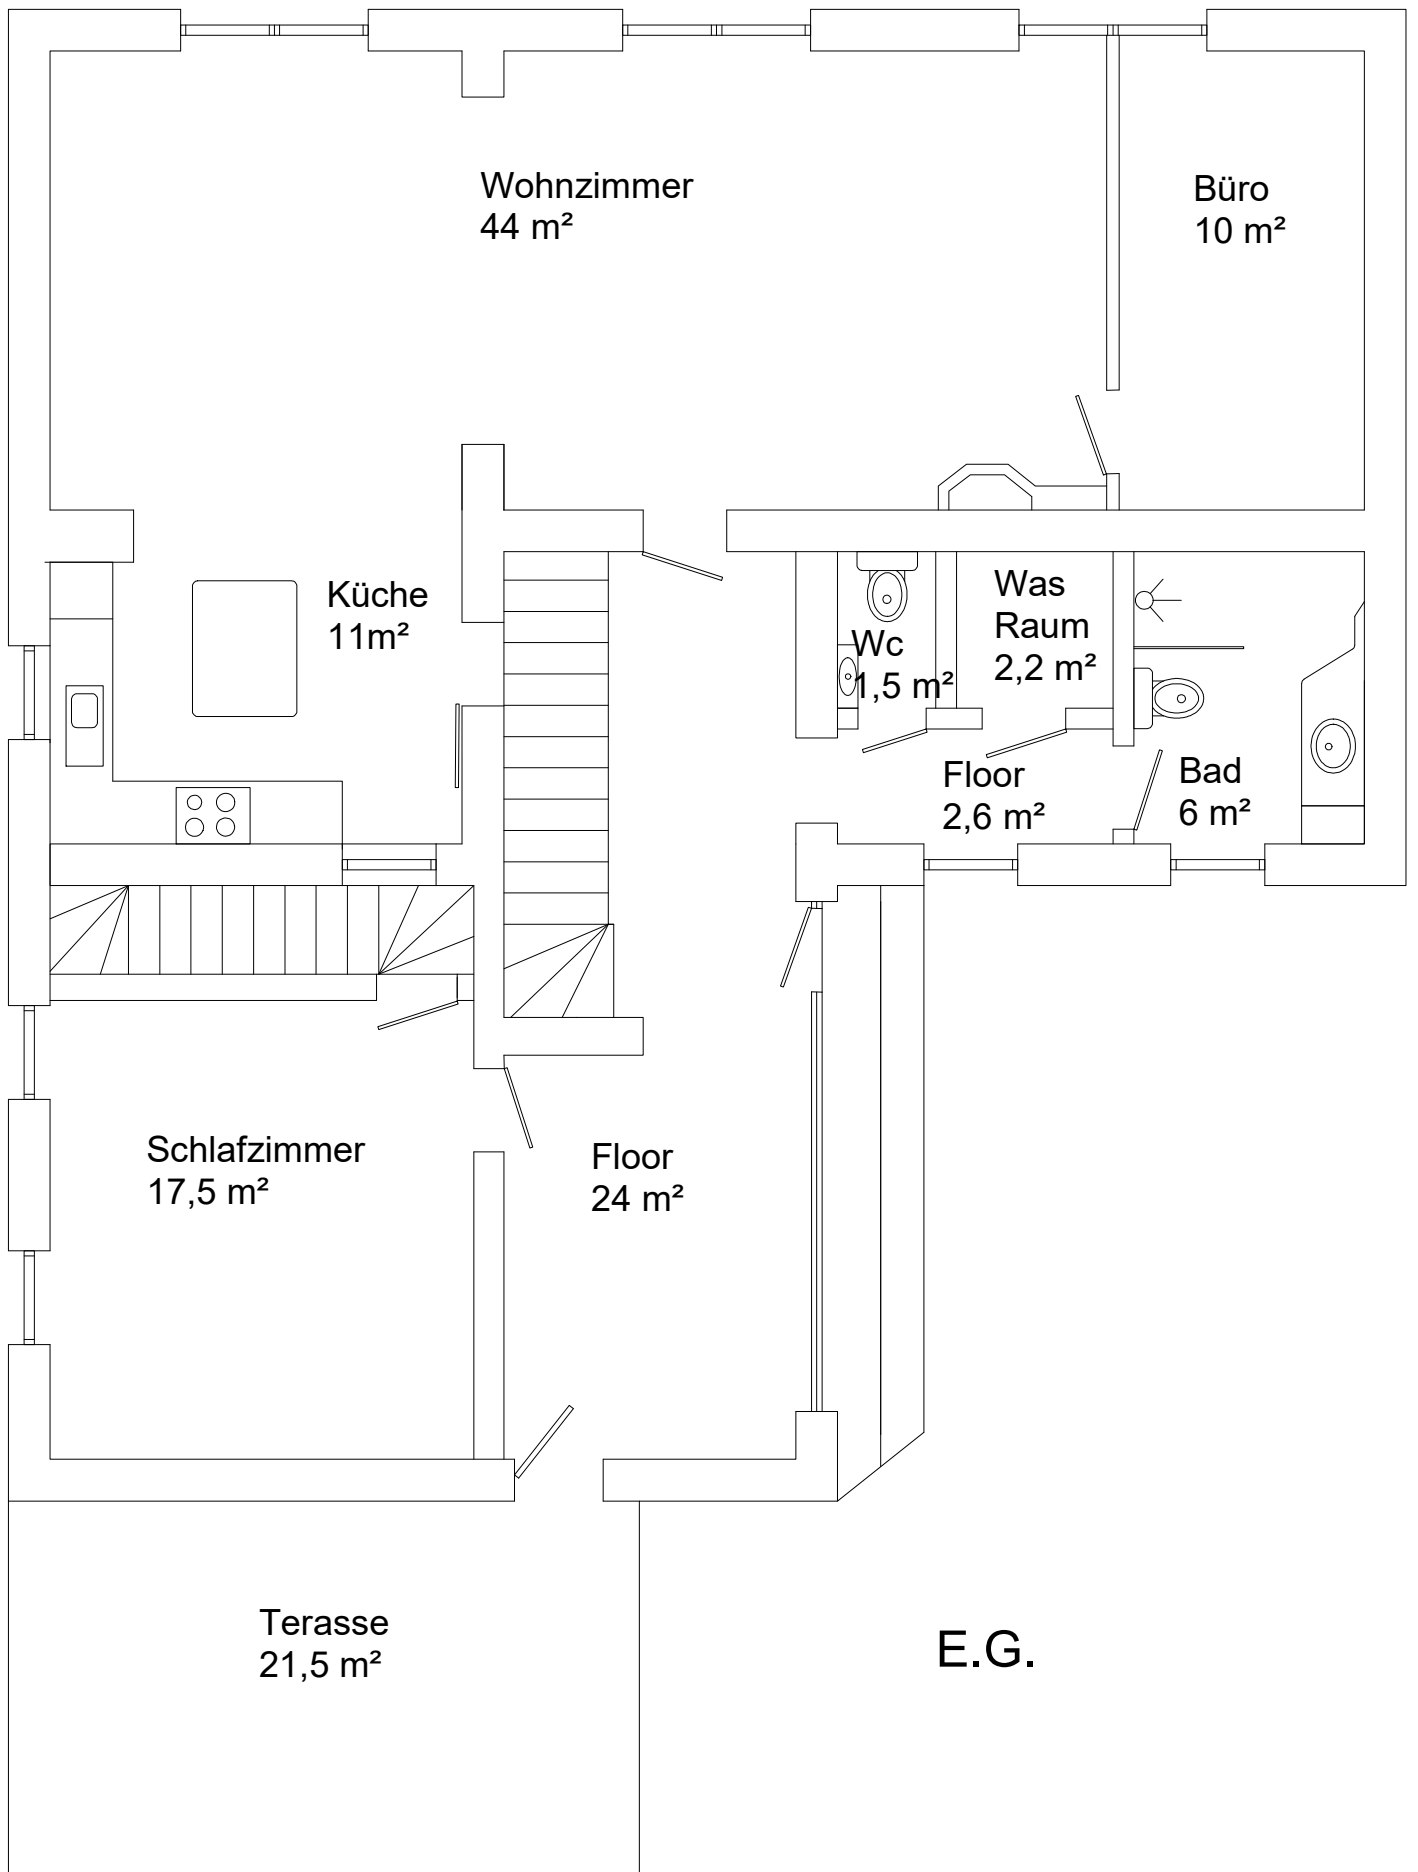 Wohnzimmer
44 m²
Büro
10 m²
Küche
11m²
Wc
1,5 m²
Was
Raum
2,2 m²
Floor
2,6 m²
Bad
6 m²
Schlafzimmer
17,5 m²
Floor
24 m²
Terasse
21,5 m²
E.G.